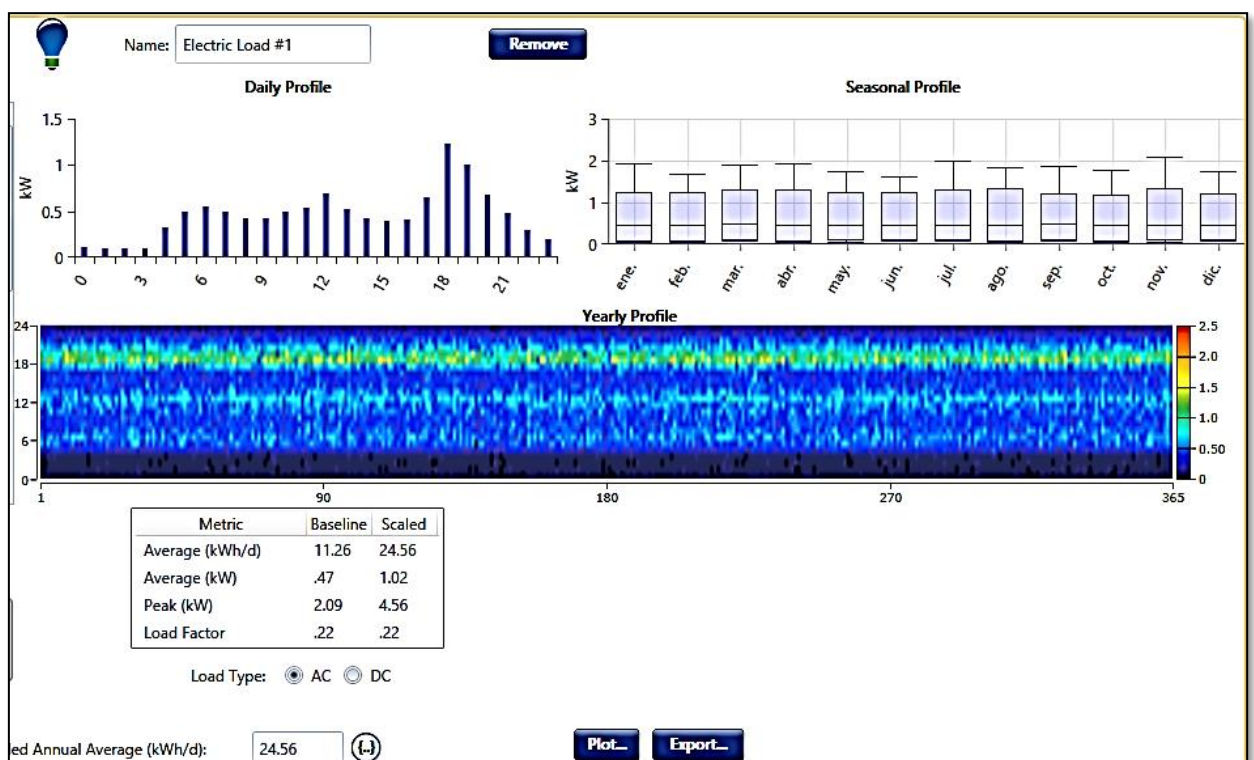 Name: Electric Load #1 Remove
Daily Profile
1.5
1
0.5
0
kW
0 3 6 9 12 15 18 21
Seasonal Profile
3
2
1
0
kW
ene. feb. mar. abr. may. jun. jul. ago. sep. oct. nov. dic.
Yearly Profile
24
18
12
6
0
1 90 180 270 365
2.5
2.0
1.5
1.0
0.50
0
Metric Baseline Scaled
Average (kWh/d) 11.26 24.56
Average (kW) .47 1.02
Peak (kW) 2.09 4.56
Load Factor .22 .22
Load Type: AC DC
ed Annual Average (kWh/d): 24.56 {..} Plot... Export...